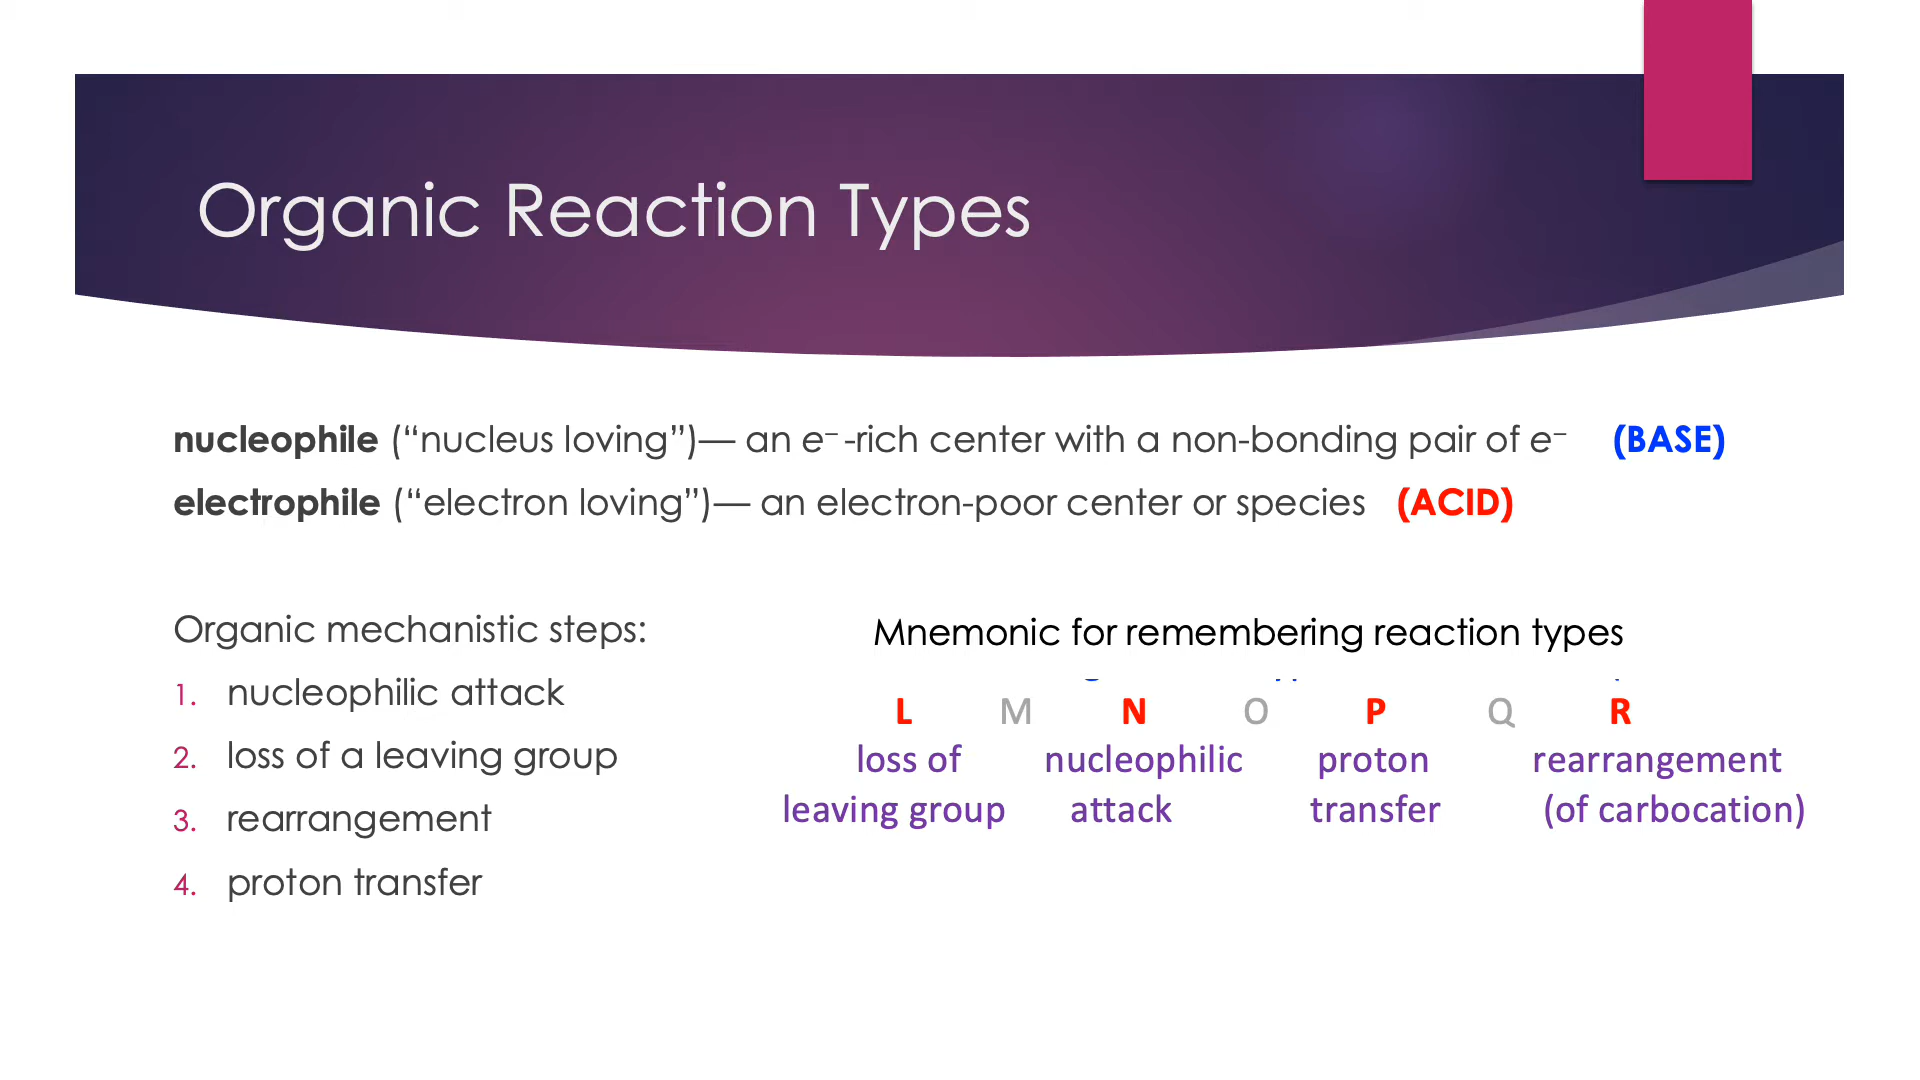 Organic Reaction Types
nucleophile (“nucleus loving”)— an e⁻ -rich center with a non-bonding pair of e⁻ (BASE)
electrophile (“electron loving”)— an electron-poor center or species (ACID)
Organic mechanistic steps:
1. nucleophilic attack
2. loss of a leaving group
3. rearrangement
4. proton transfer
Mnemonic for remembering reaction types
L M N O P Q R
loss of nucleophilic proton rearrangement
leaving group attack transfer (of carbocation)